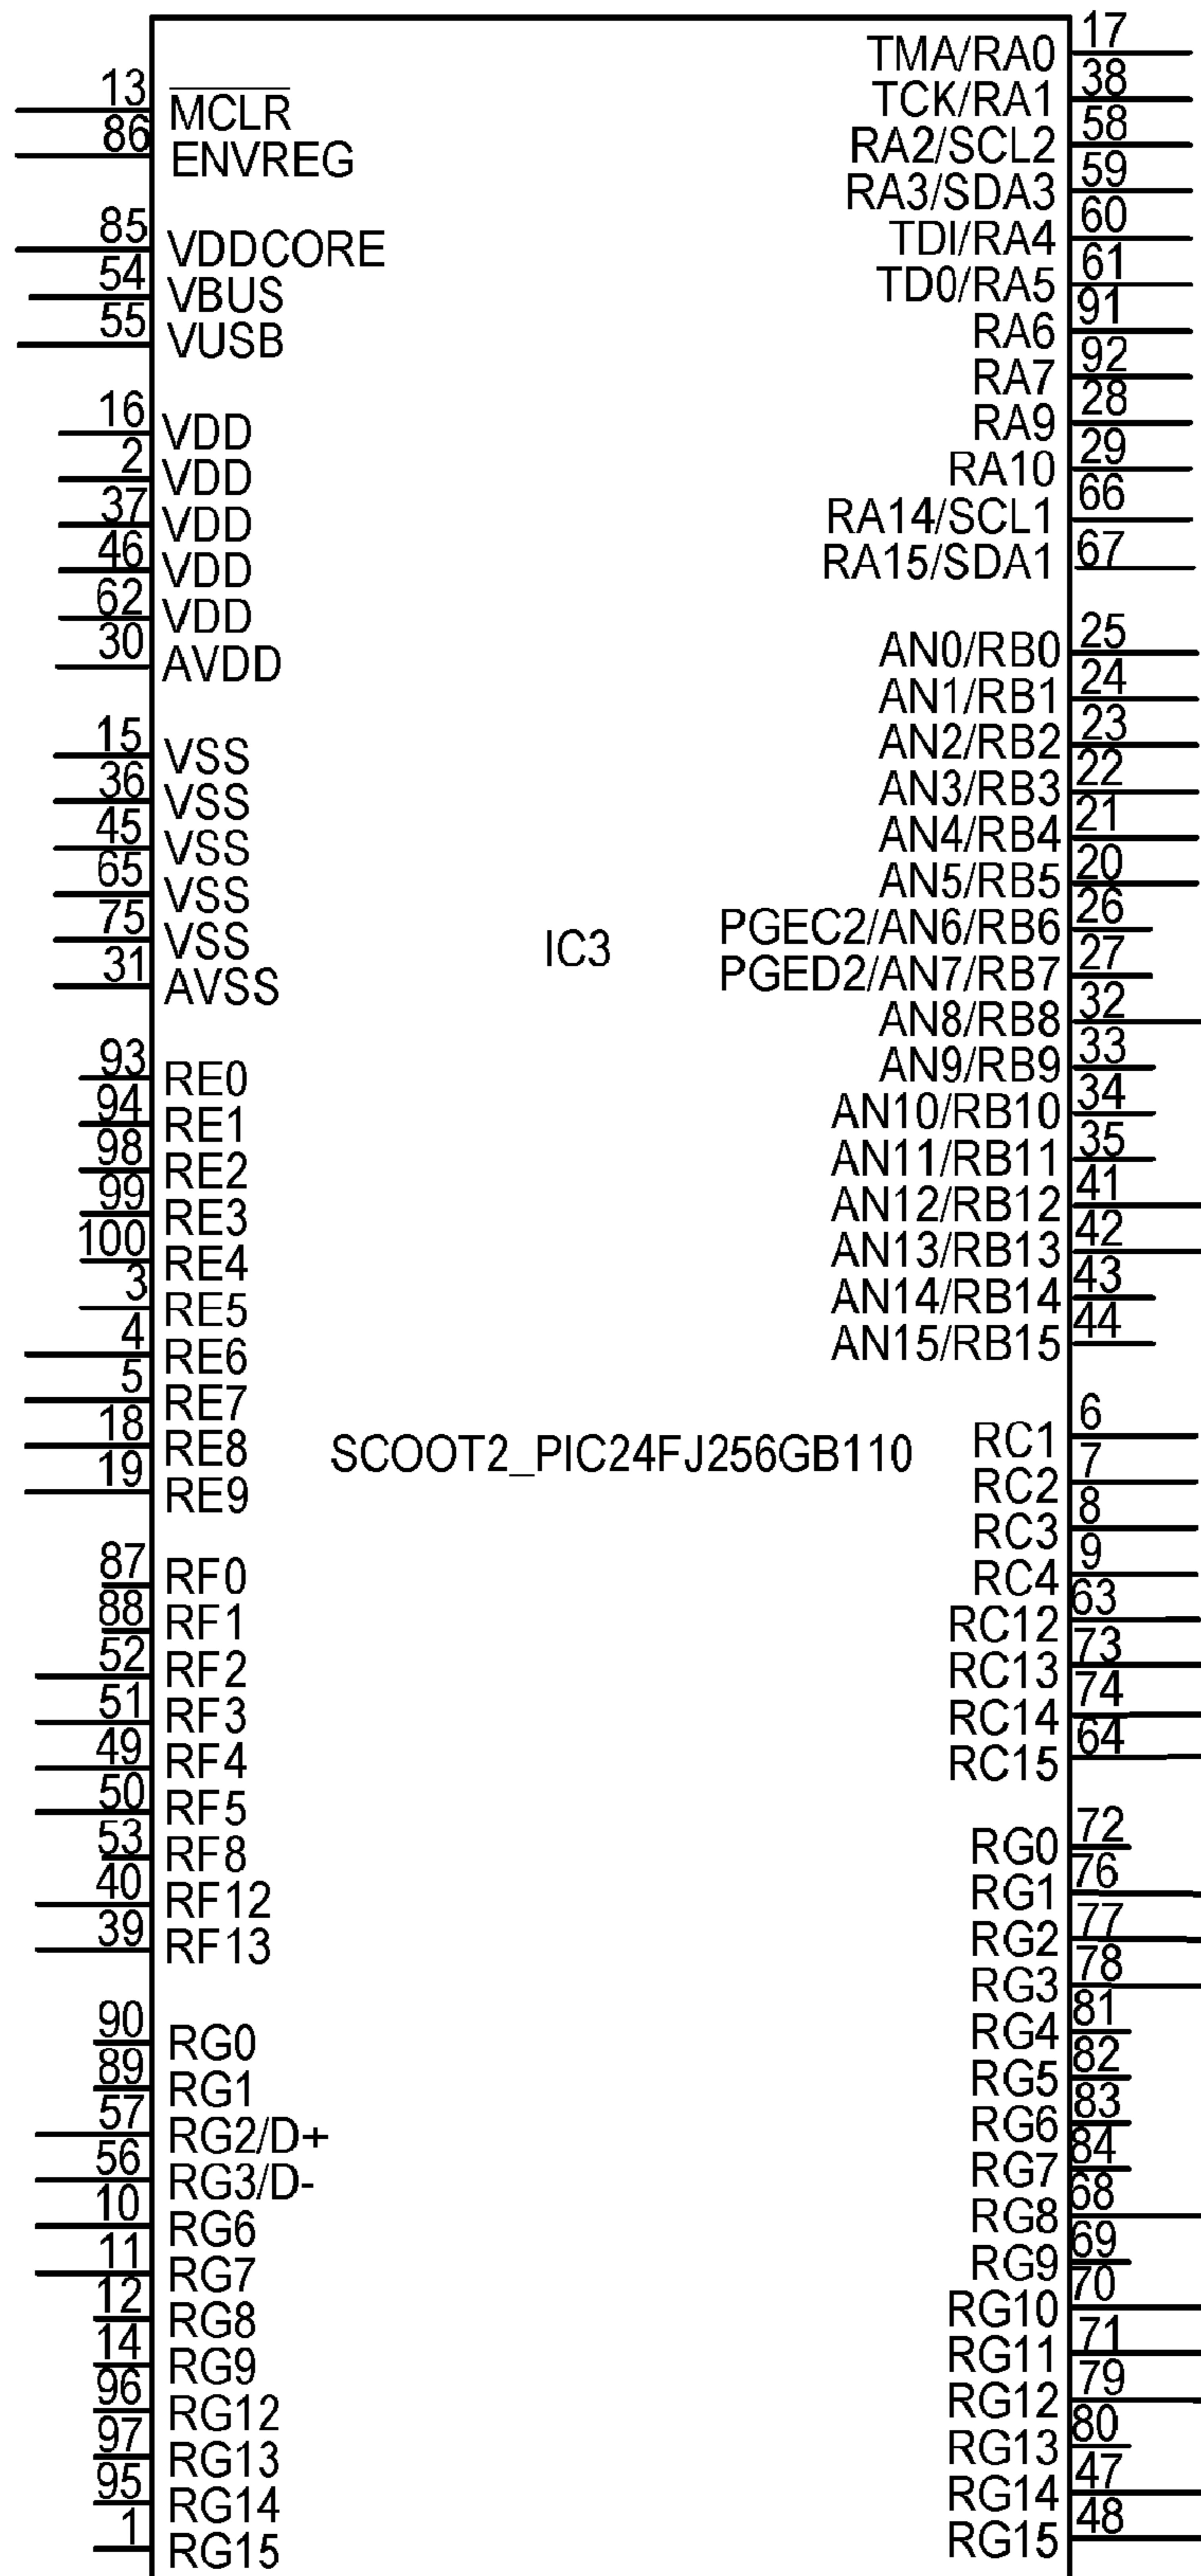 13 MCLR
86 ENVREG
85 VDDCORE
54 VBUS
55 VUSB
16 VDD
2 VDD
37 VDD
46 VDD
62 VDD
30 AVDD
15 VSS
36 VSS
45 VSS
65 VSS
75 VSS
31 AVSS
93 RE0
94 RE1
98 RE2
99 RE3
100 RE4
3 RE5
4 RE6
5 RE7
18 RE8
19 RE9
87 RF0
88 RF1
52 RF2
51 RF3
49 RF4
50 RF5
53 RF8
40 RF12
39 RF13
90 RG0
89 RG1
57 RG2/D+
56 RG3/D-
10 RG6
11 RG7
12 RG8
14 RG9
96 RG12
97 RG13
95 RG14
1 RG15
IC3
SCOOT2_PIC24FJ256GB110
TMA/RA0 17
TCK/RA1 38
RA2/SCL2 58
RA3/SDA3 59
TDI/RA4 60
TD0/RA5 61
RA6 91
RA7 92
RA9 28
RA10 29
RA14/SCL1 66
RA15/SDA1 67
AN0/RB0 25
AN1/RB1 24
AN2/RB2 23
AN3/RB3 22
AN4/RB4 21
AN5/RB5 20
PGEC2/AN6/RB6 26
PGED2/AN7/RB7 27
AN8/RB8 32
AN9/RB9 33
AN10/RB10 34
AN11/RB11 35
AN12/RB12 41
AN13/RB13 42
AN14/RB14 43
AN15/RB15 44
RC1 6
RC2 7
RC3 8
RC4 9
RC12 63
RC13 73
RC14 74
RC15 64
RG0 72
RG1 76
RG2 77
RG3 78
RG4 81
RG5 82
RG6 83
RG7 84
RG8 68
RG9 69
RG10 70
RG11 71
RG12 79
RG13 80
RG14 47
RG15 48